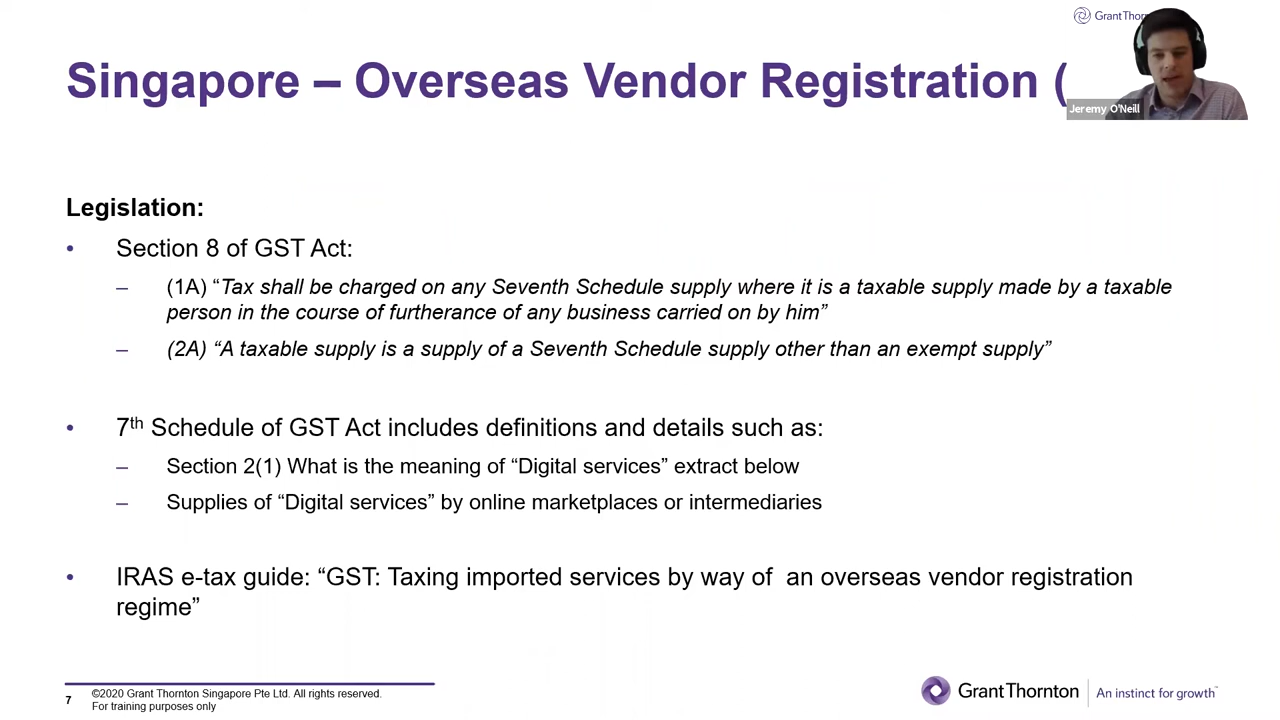 Singapore – Overseas Vendor Registration (
Jeremy O'Neill
Legislation:
• Section 8 of GST Act:
– (1A) “Tax shall be charged on any Seventh Schedule supply where it is a taxable supply made by a taxable
person in the course of furtherance of any business carried on by him”
– (2A) “A taxable supply is a supply of a Seventh Schedule supply other than an exempt supply”
• 7th Schedule of GST Act includes definitions and details such as:
– Section 2(1) What is the meaning of “Digital services” extract below
– Supplies of “Digital services” by online marketplaces or intermediaries
• IRAS e-tax guide: “GST: Taxing imported services by way of  an overseas vendor registration
regime”
7
©2020 Grant Thornton Singapore Pte Ltd. All rights reserved.
For training purposes only
Grant Thornton
An instinct for growth™